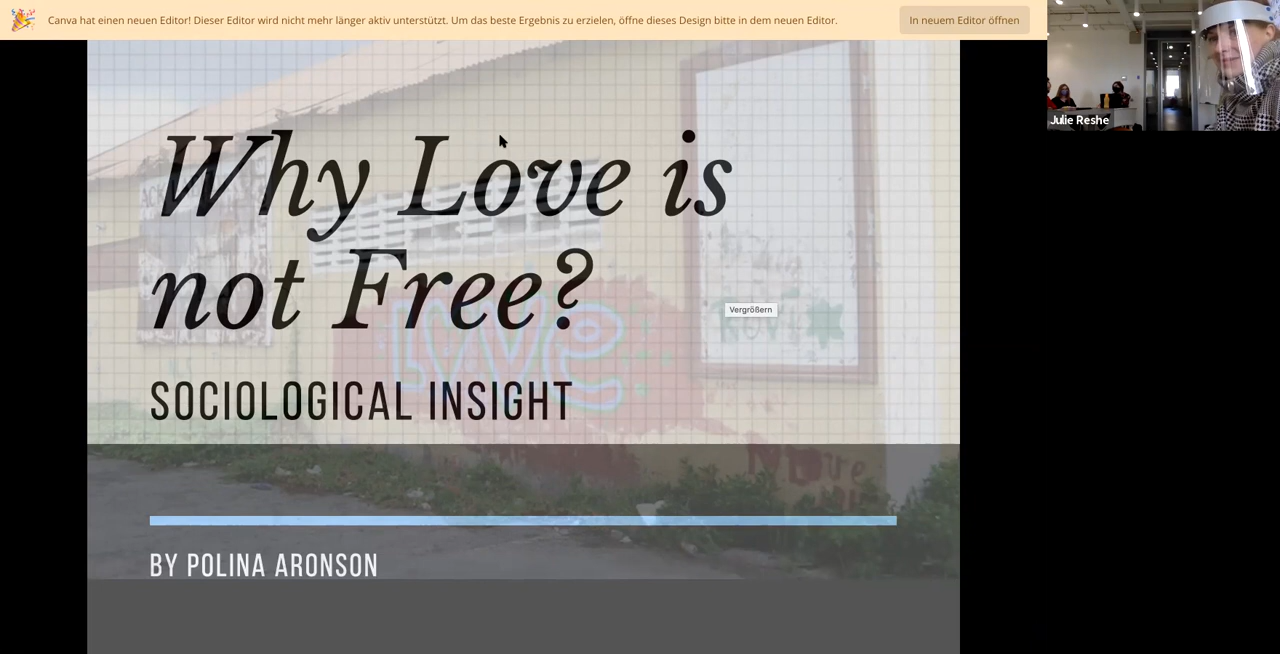 Canva hat einen neuen Editor! Dieser Editor wird nicht mehr länger aktiv unterstützt. Um das beste Ergebnis zu erzielen, öffne dieses Design bitte in dem neuen Editor.
In neuem Editor öffnen
Julie Reshe
Why Love is
not Free?
Vergrößern
love
SOCIOLOGICAL INSIGHT
BY POLINA ARONSON